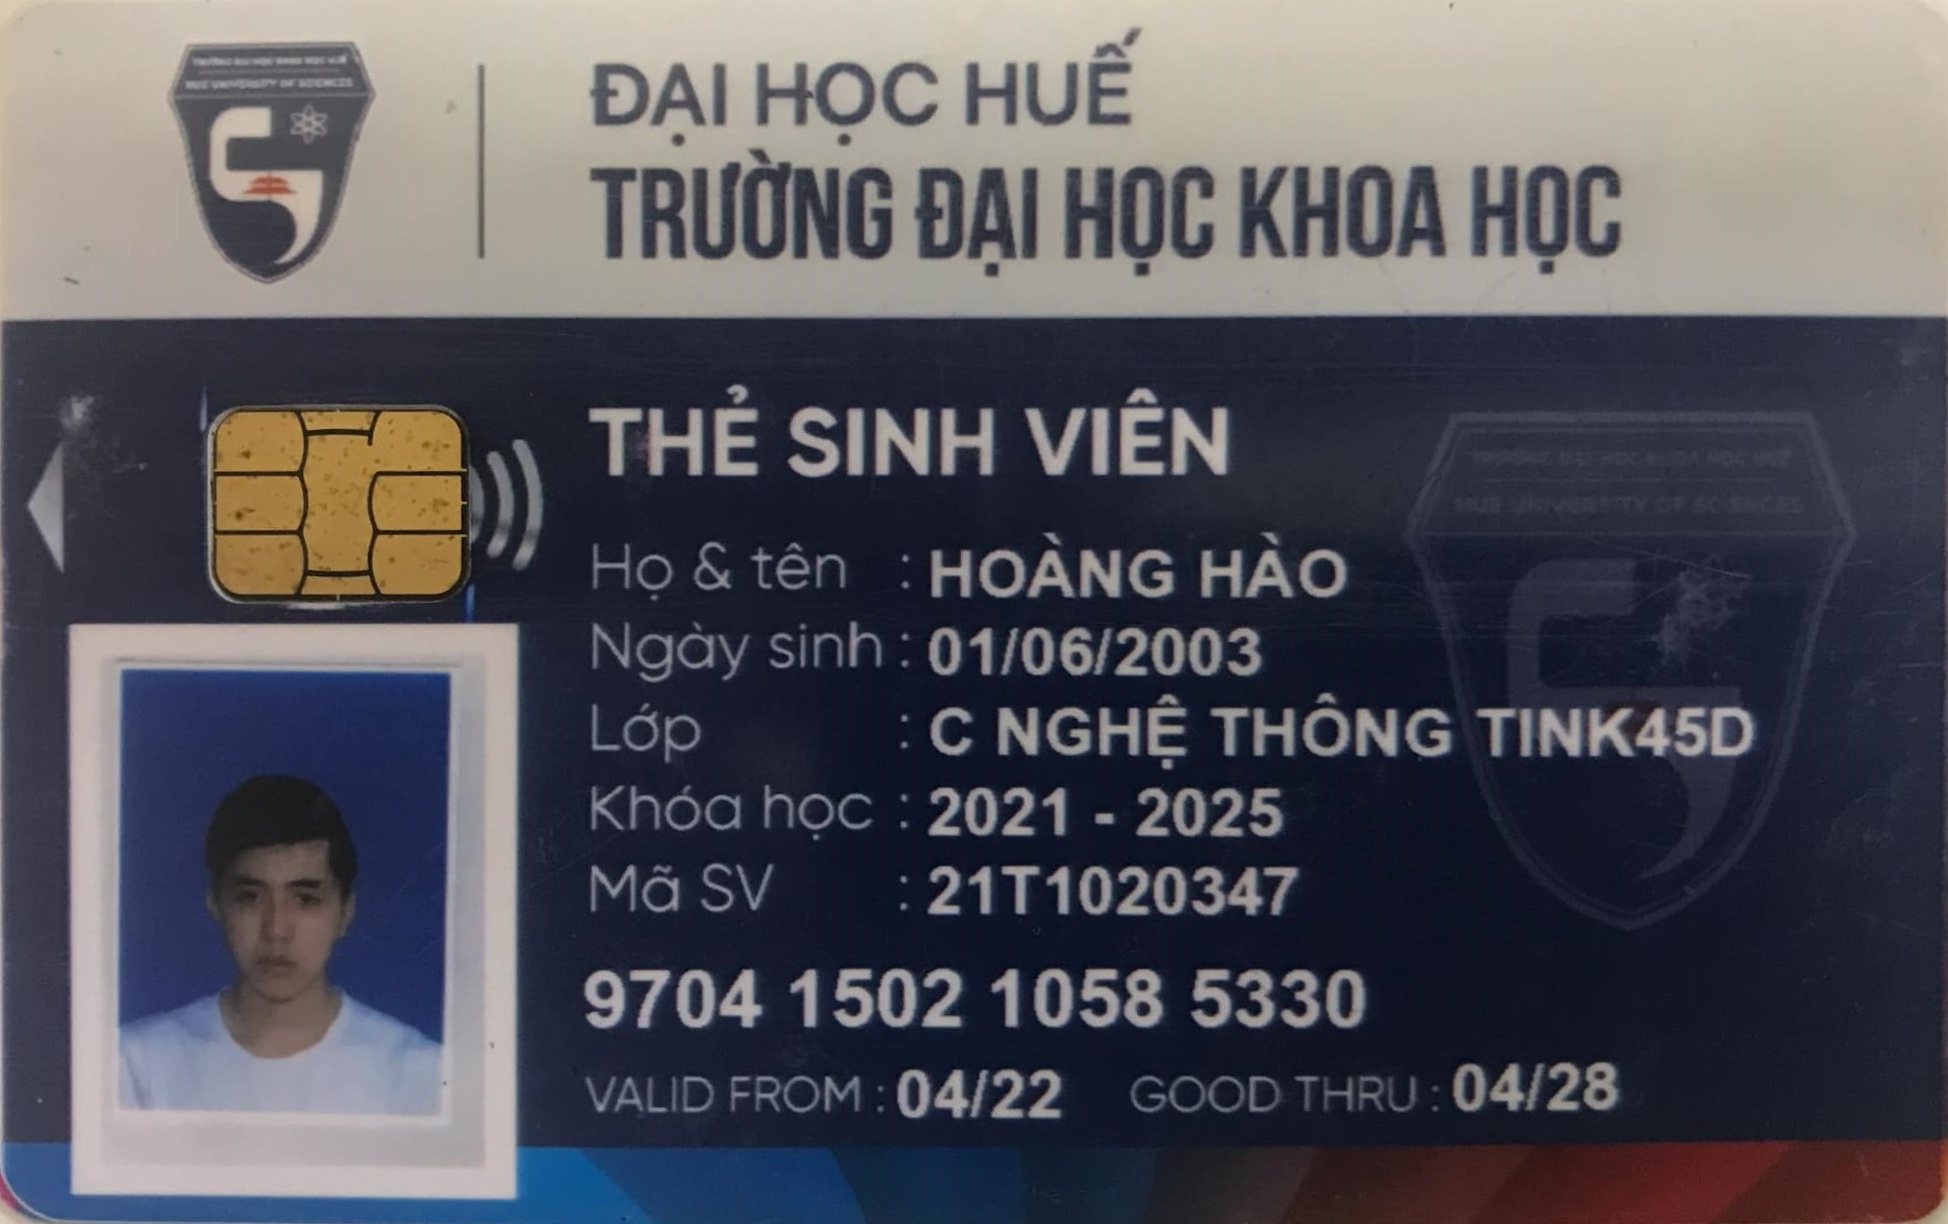 TRƯỜNG ĐẠI HỌC KHOA HỌC HUẾ
HUE UNIVERSITY OF SCIENCES
ĐẠI HỌC HUẾ
TRƯỜNG ĐẠI HỌC KHOA HỌC
THẺ SINH VIÊN
TRƯỜNG ĐẠI HỌC KHOA HỌC HUẾ
HUE UNIVERSITY OF SCIENCES
Họ & tên : HOÀNG HÀO
Ngày sinh : 01/06/2003
Lớp : C NGHỆ THÔNG TINK45D
Khóa học : 2021 - 2025
Mã SV : 21T1020347
9704 1502 1058 5330
VALID FROM : 04/22 GOOD THRU : 04/28